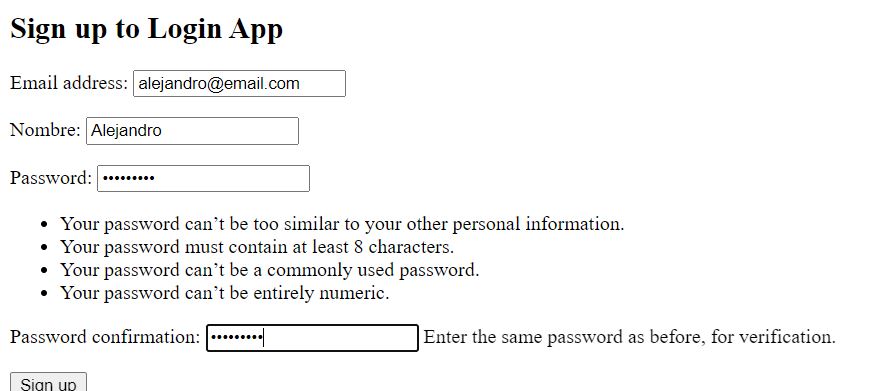 Sign up to Login App
Email address: alejandro@email.com
Nombre: Alejandro
Password: •••••••••
• Your password can’t be too similar to your other personal information.
• Your password must contain at least 8 characters.
• Your password can’t be a commonly used password.
• Your password can’t be entirely numeric.
Password confirmation: ••••••••• Enter the same password as before, for verification.
Sign up